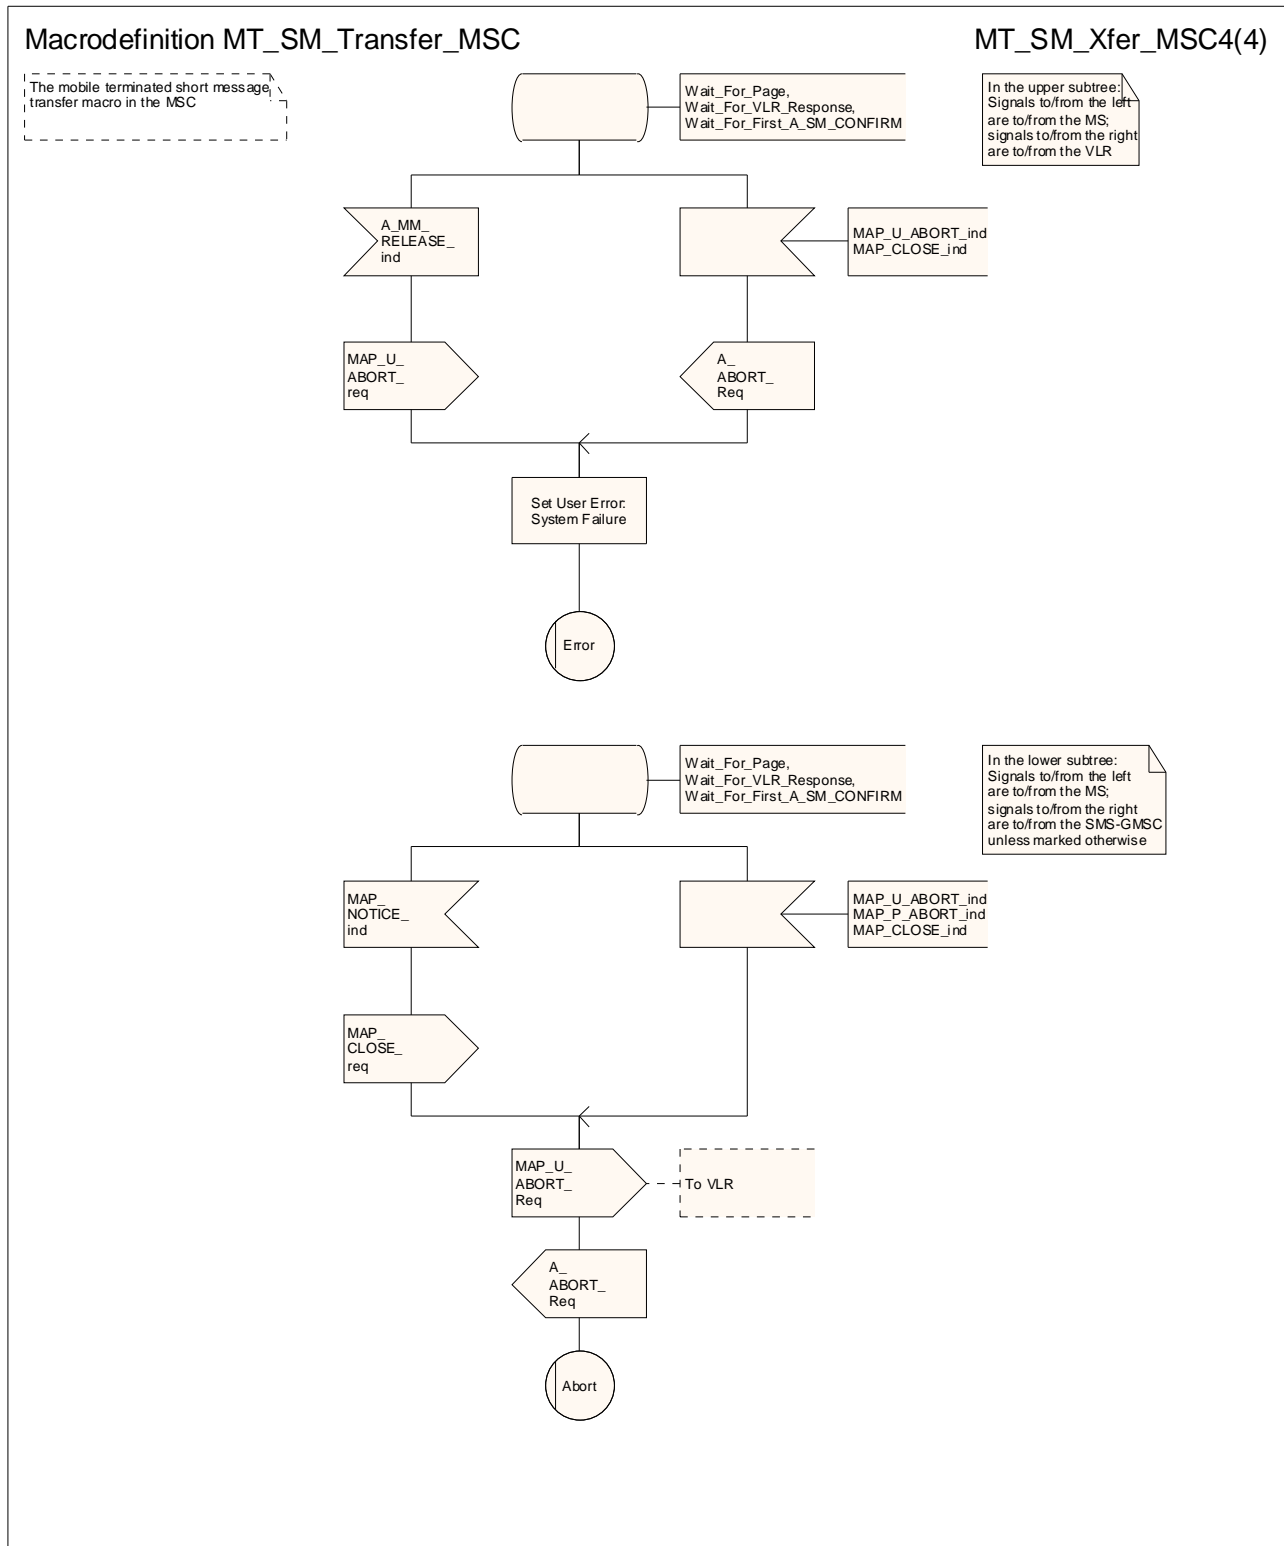 Macrodefinition MT_SM_Transfer_MSC
MT_SM_Xfer_MSC4(4)
The mobile terminated short message
transfer macro in the MSC
Wait_For_Page,
Wait_For_VLR_Response,
Wait_For_First_A_SM_CONFIRM
In the upper subtree:
Signals to/from the left
are to/from the MS;
signals to/from the right
are to/from the VLR
A_MM_
RELEASE_
ind
MAP_U_ABORT_ind
MAP_CLOSE_ind
MAP_U_
ABORT_
req
A_
ABORT_
Req
Set User Error:
System Failure
Error
Wait_For_Page,
Wait_For_VLR_Response,
Wait_For_First_A_SM_CONFIRM
In the lower subtree:
Signals to/from the left
are to/from the MS;
signals to/from the right
are to/from the SMS-GMSC
unless marked otherwise
MAP_
NOTICE_
ind
MAP_U_ABORT_ind
MAP_P_ABORT_ind
MAP_CLOSE_ind
MAP_
CLOSE_
req
MAP_U_
ABORT_
Req
To VLR
A_
ABORT_
Req
Abort